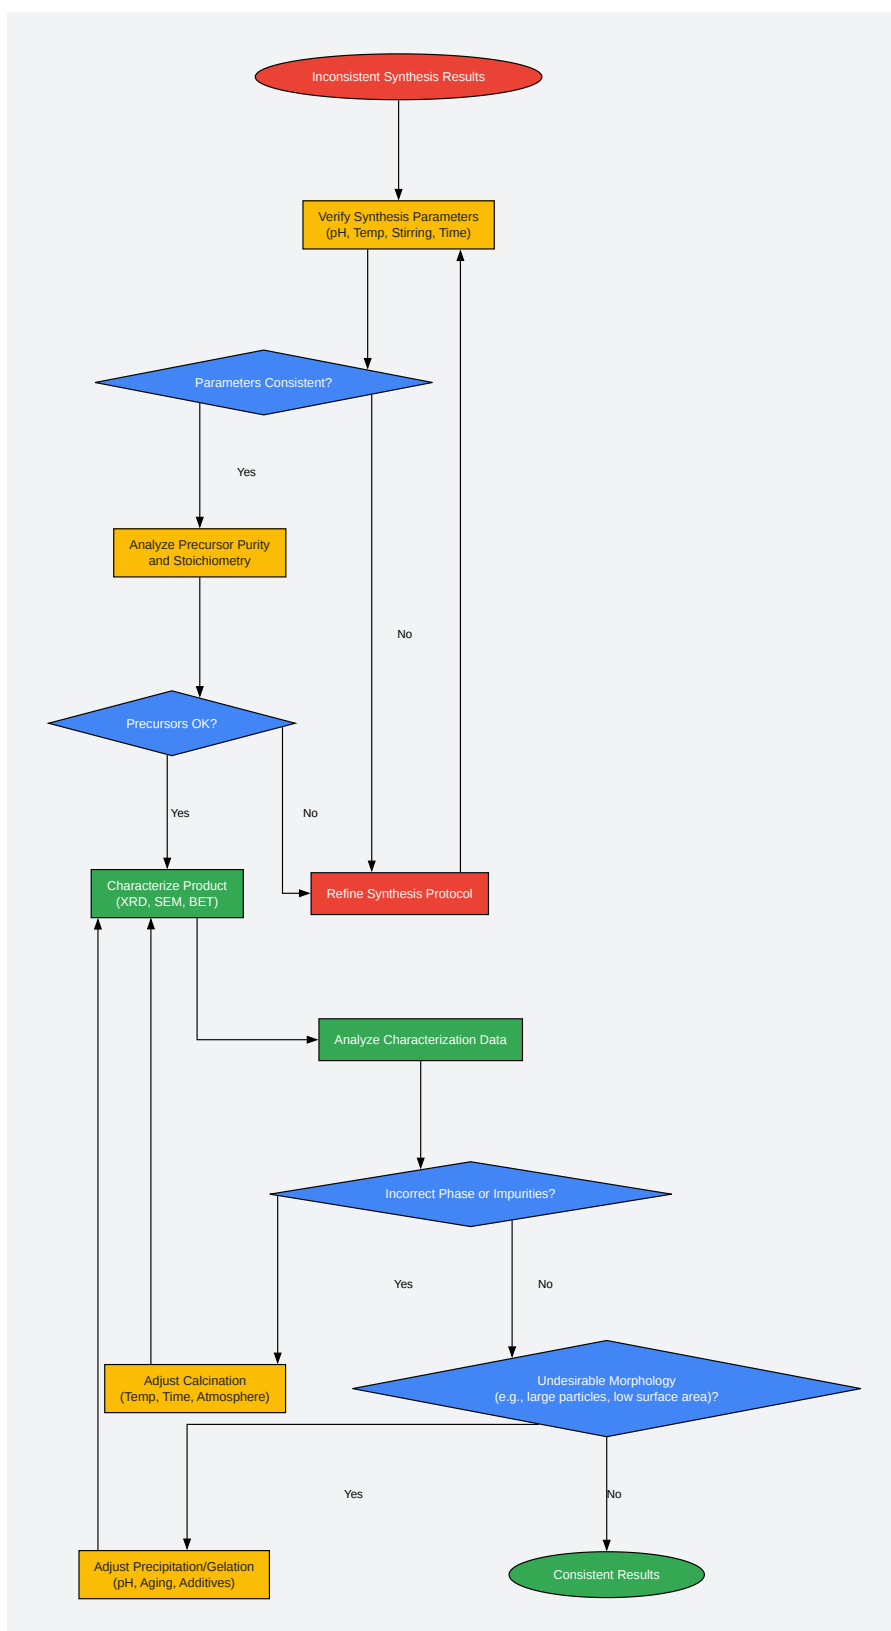 Inconsistent Synthesis Results
Verify Synthesis Parameters
(pH, Temp, Stirring, Time)
Parameters Consistent?
Yes
Analyze Precursor Purity
and Stoichiometry
No
Precursors OK?
Yes
No
Characterize Product
(XRD, SEM, BET)
Refine Synthesis Protocol
Analyze Characterization Data
Incorrect Phase or Impurities?
Yes
No
Adjust Calcination
(Temp, Time, Atmosphere)
Undesirable Morphology
(e.g., large particles, low surface area)?
Yes
No
Adjust Precipitation/Gelation
(pH, Aging, Additives)
Consistent Results